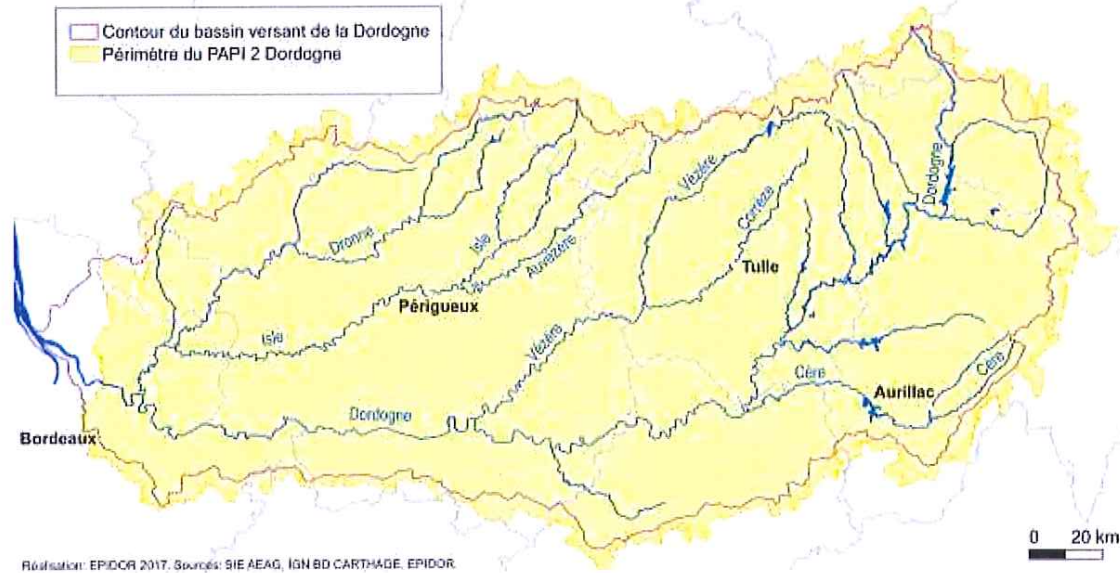 Contour du bassin versant de la Dordogne
Périmètre du PAPI 2 Dordogne
Dordogne
Vézère
Corrèze
Dronne
Isle
Auvézère
Tulle
Périgueux
Isle
Vézère
Cère
Cère
Aurillac
Dordogne
Bordeaux
0 20 km
Réalisation: EPIDOR 2017. Sources: SIE AEAG, IGN BD CARTHAGE, EPIDOR.